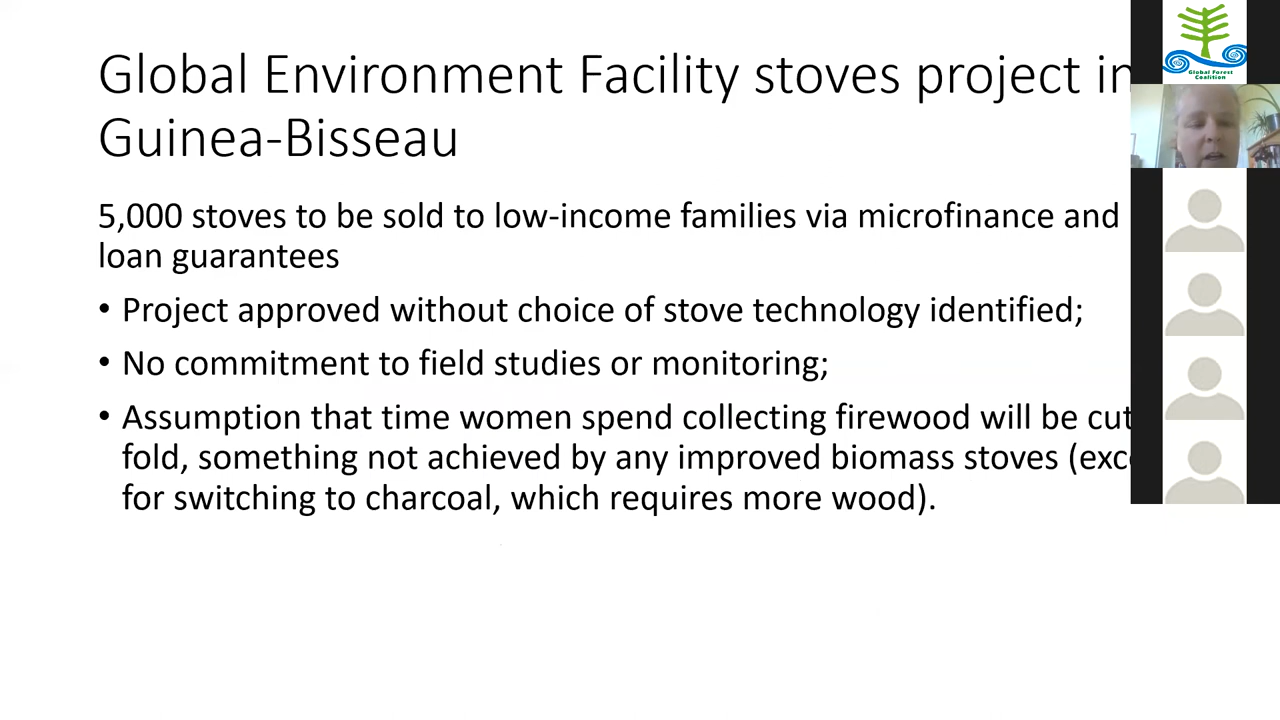 Global Environment Facility stoves project in
Guinea-Bisseau
5,000 stoves to be sold to low-income families via microfinance and
loan guarantees
• Project approved without choice of stove technology identified;
• No commitment to field studies or monitoring;
• Assumption that time women spend collecting firewood will be cut
fold, something not achieved by any improved biomass stoves (exc
for switching to charcoal, which requires more wood).
Global Forest
Coalition